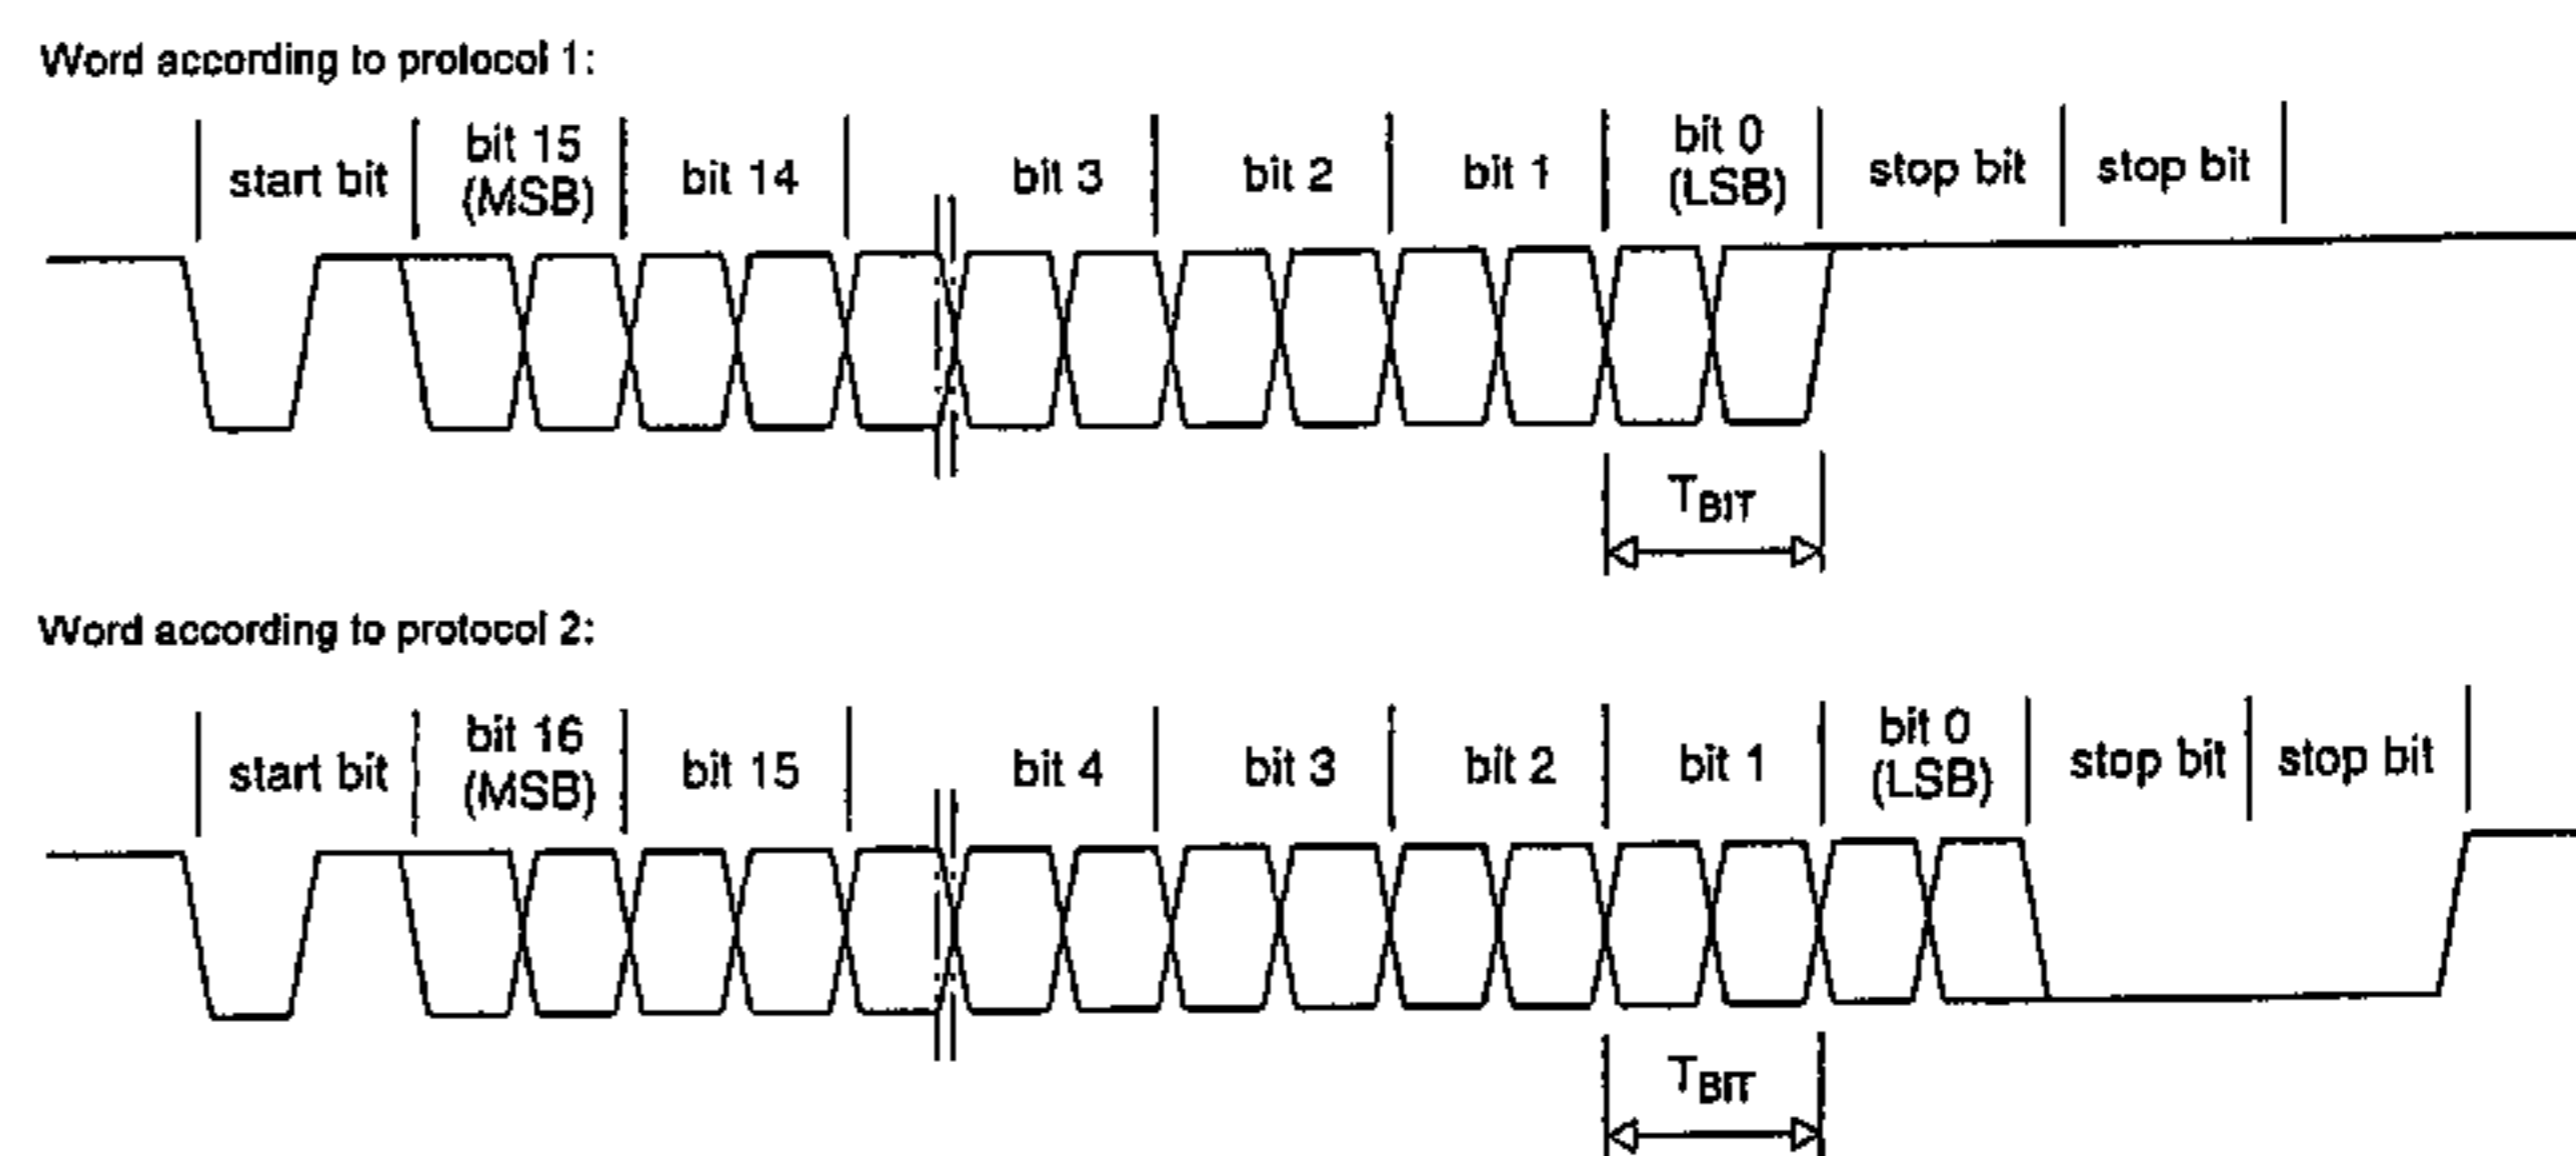 Word according to protocol 1:
start bit bit 15 (MSB) bit 14 bit 3 bit 2 bit 1 bit 0 (LSB) stop bit stop bit
TBIT
Word according to protocol 2:
start bit bit 16 (MSB) bit 15 bit 4 bit 3 bit 2 bit 1 bit 0 (LSB) stop bit stop bit
TBIT